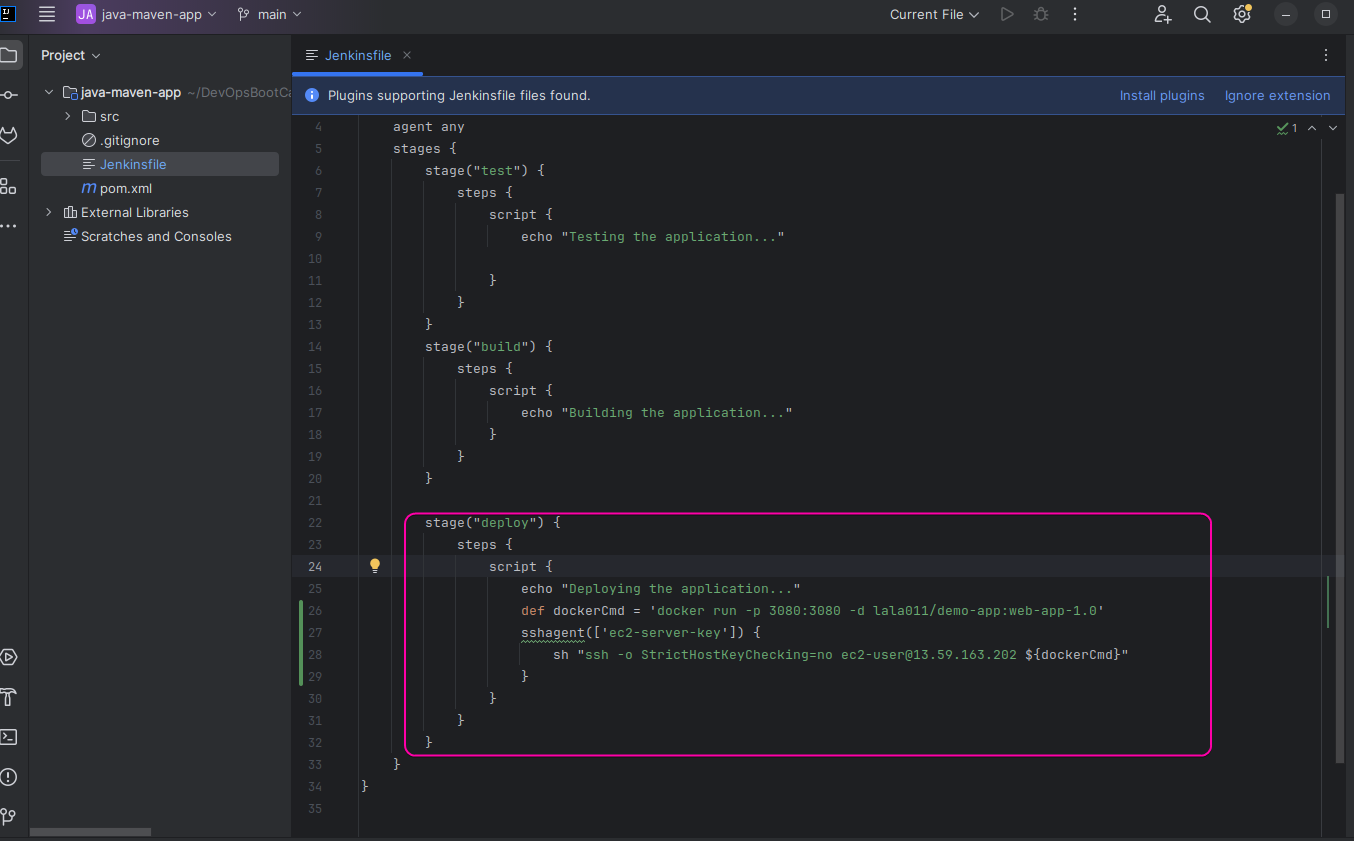 JA java-maven-app main Current File
Project
java-maven-app ~/DevOpsBootCa
src
.gitignore
Jenkinsfile
m pom.xml
External Libraries
Scratches and Consoles
Jenkinsfile
Plugins supporting Jenkinsfile files found. Install plugins Ignore extension
1
4 agent any
5 stages {
6 stage("test") {
7 steps {
8 script {
9 echo "Testing the application..."
10
11 }
12 }
13 }
14 stage("build") {
15 steps {
16 script {
17 echo "Building the application..."
18 }
19 }
20 }
21
22 stage("deploy") {
23 steps {
24 script {
25 echo "Deploying the application..."
26 def dockerCmd = 'docker run -p 3080:3080 -d lala011/demo-app:web-app-1.0'
27 sshagent(['ec2-server-key']) {
28 sh "ssh -o StrictHostKeyChecking=no ec2-user@13.59.163.202 ${dockerCmd}"
29 }
30 }
31 }
32 }
33 }
34 }
35